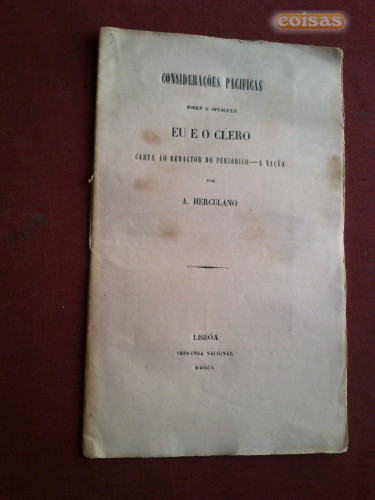 coisas
CONSIDERAÇÕES PACIFICAS
SOBRE O OPUSCULO
EU E O CLERO
CARTA AO REDACTOR DO PERIODICO—A NAÇÃO
POR
A. HERCULANO
LISBOA
IMPRENSA NACIONAL